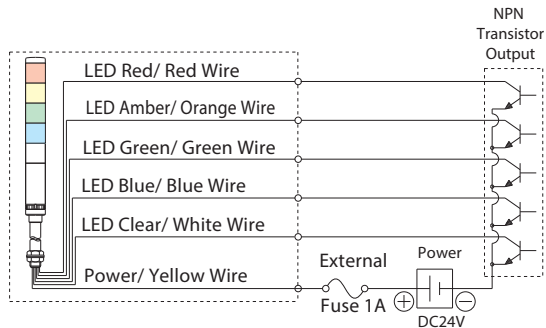 NPN
Transistor
Output
LED Red/ Red Wire
LED Amber/ Orange Wire
LED Green/ Green Wire
LED Blue/ Blue Wire
LED Clear/ White Wire
Power/ Yellow Wire
External
Fuse 1A
Power
+ −
DC24V